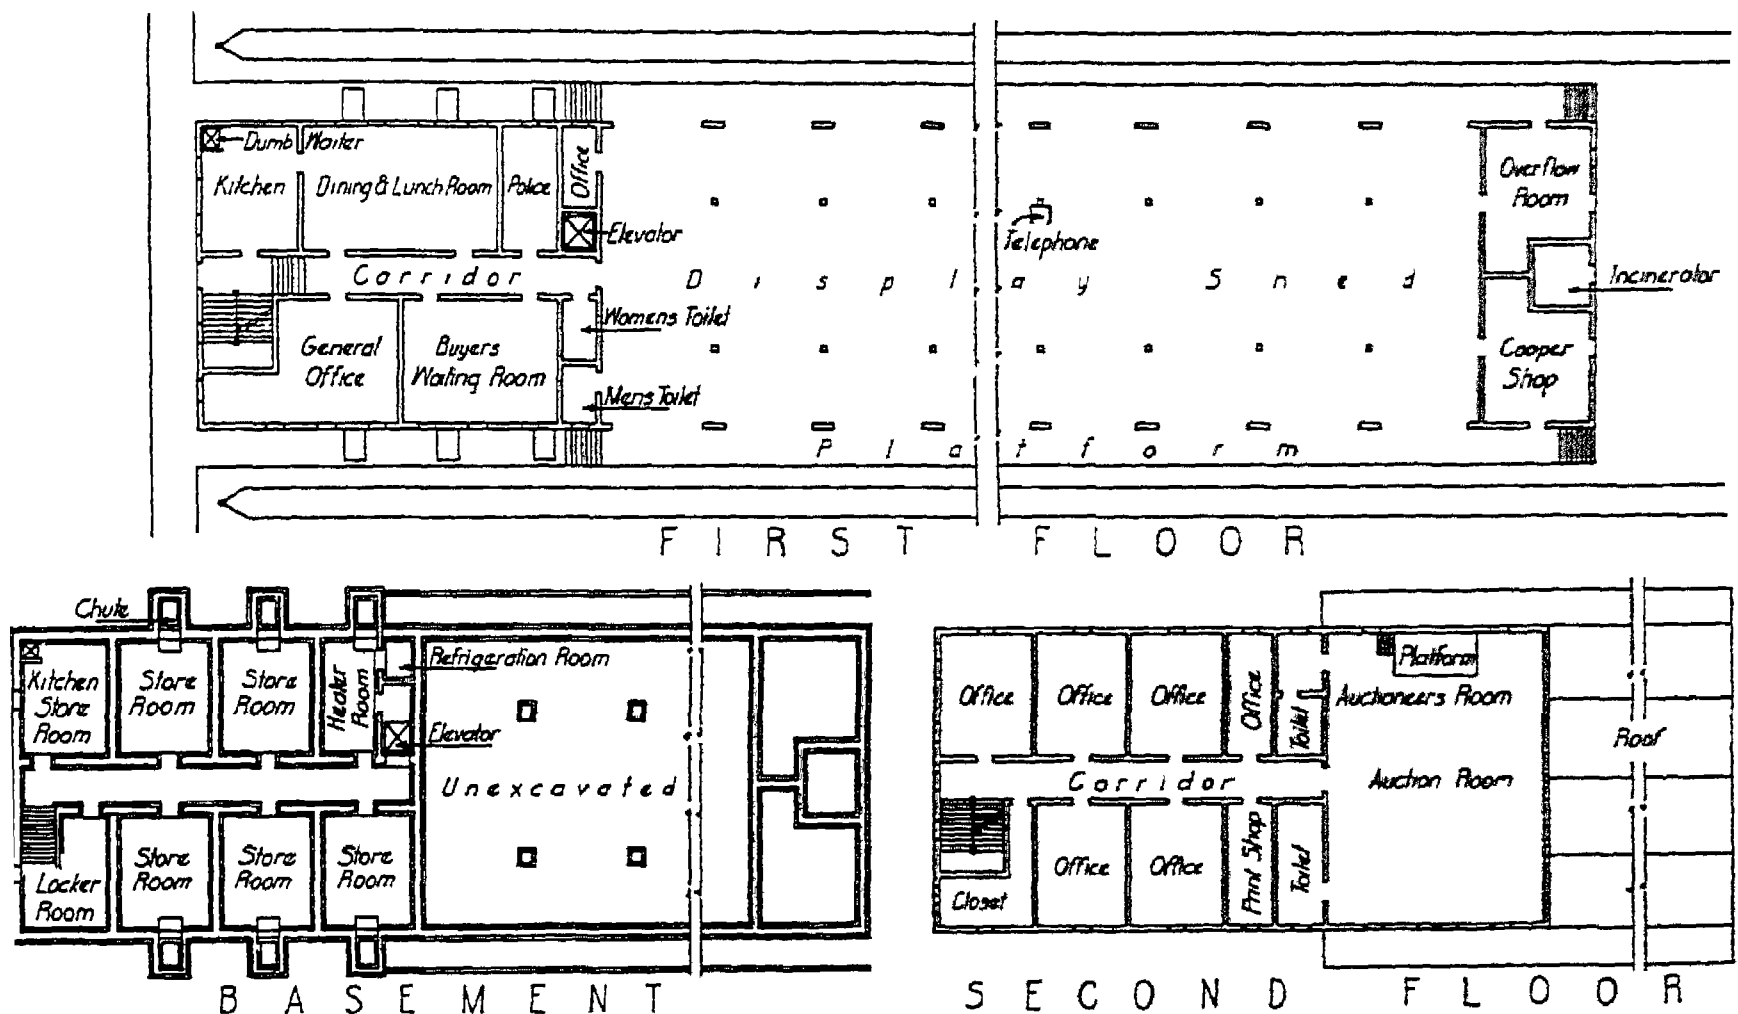 Dumb Waiter
Kitchen
Dining & Lunch Room
Police
Office
Elevator
Corridor
Telephone
Display Shed
Overflow
Room
Incinerator
Womens Toilet
General
Office
Buyers
Waiting Room
Mens Toilet
Cooper
Shop
Platform
FIRST FLOOR
Chute
Refrigeration Room
Kitchen
Store
Room
Store
Room
Store
Room
Heater
Room
Elevator
Unexcavated
Locker
Room
Store
Room
Store
Room
Store
Room
BASEMENT
Platform
Office
Office
Office
Office
Toilet
Auctioneers Room
Roof
Corridor
Auction Room
Closet
Office
Office
Print Shop
Toilet
SECOND FLOOR